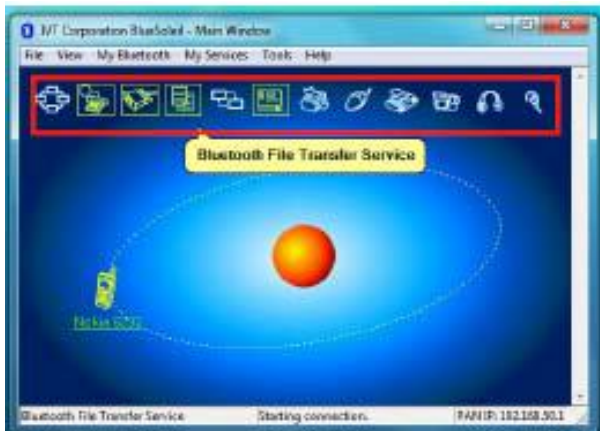 IVT Corporation BlueSoleil - Main Window
File View My Bluetooth My Services Tools Help
Bluetooth File Transfer Service
Nokia
Bluetooth File Transfer Service Starting connection. PAN IP: 192.168.50.1